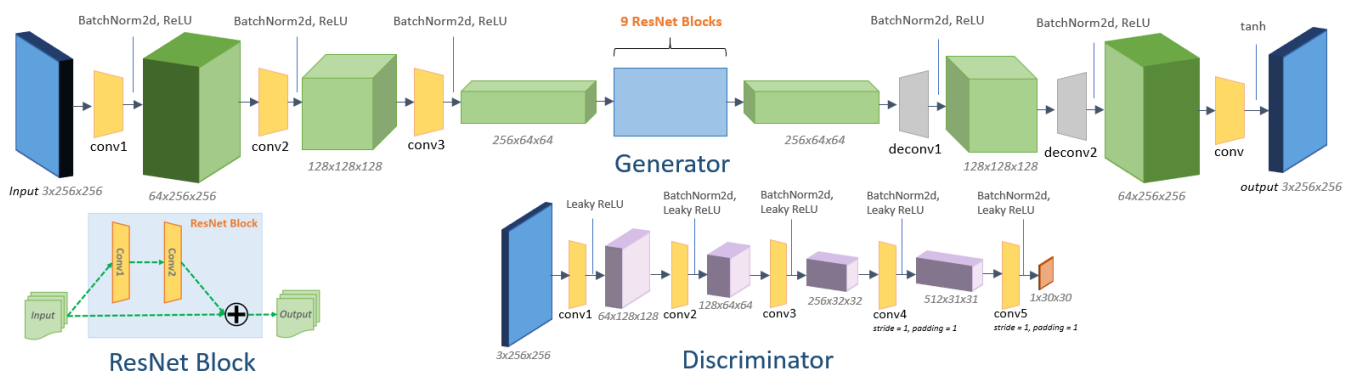 BatchNorm2d, ReLU
BatchNorm2d, ReLU
BatchNorm2d, ReLU
9 ResNet Blocks
BatchNorm2d, ReLU
BatchNorm2d, ReLU
tanh
conv1
conv2
conv3
deconv1
deconv2
conv
Input 3x256x256
64x256x256
128x128x128
256x64x64
Generator
256x64x64
128x128x128
64x256x256
output 3x256x256
ResNet Block
Conv1
Conv2
Input
Output
ResNet Block
Leaky ReLU
BatchNorm2d,
Leaky ReLU
BatchNorm2d,
Leaky ReLU
BatchNorm2d,
Leaky ReLU
BatchNorm2d,
Leaky ReLU
3x256x256
conv1
64x128x128
conv2
128x64x64
conv3
256x32x32
conv4
stride = 1, padding = 1
512x31x31
conv5
stride = 1, padding = 1
1x30x30
Discriminator